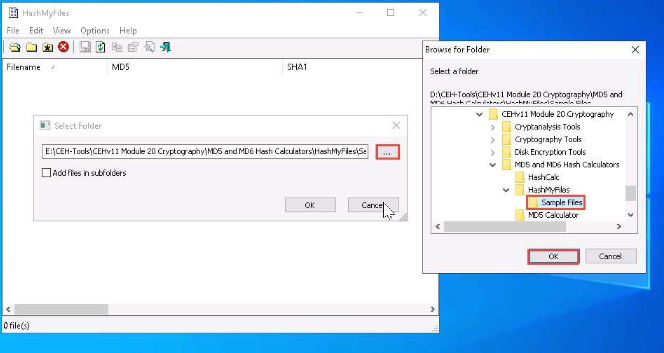 HashMyFiles
File Edit View Options Help
Filename / MD5 SHA1
Select Folder
E:\CEH-Tools\CEHv11 Module 20 Cryptography\MD5 and MD6 Hash Calculators\HashMyFiles\Sa
...
Add files in subfolders
OK Cancel
0 file(s)
Browse for Folder
Select a folder
D:\CEH-Tools\CEHv11 Module 20 Cryptography\MD5 and
MD6 Hash Calculators\HashMyFiles\Sample Files
CEHv11 Module 20 Cryptography
Cryptanalysis Tools
Cryptography Tools
Disk Encryption Tools
MD5 and MD6 Hash Calculators
HashCalc
HashMyFiles
Sample Files
MD5 Calculator
OK Cancel